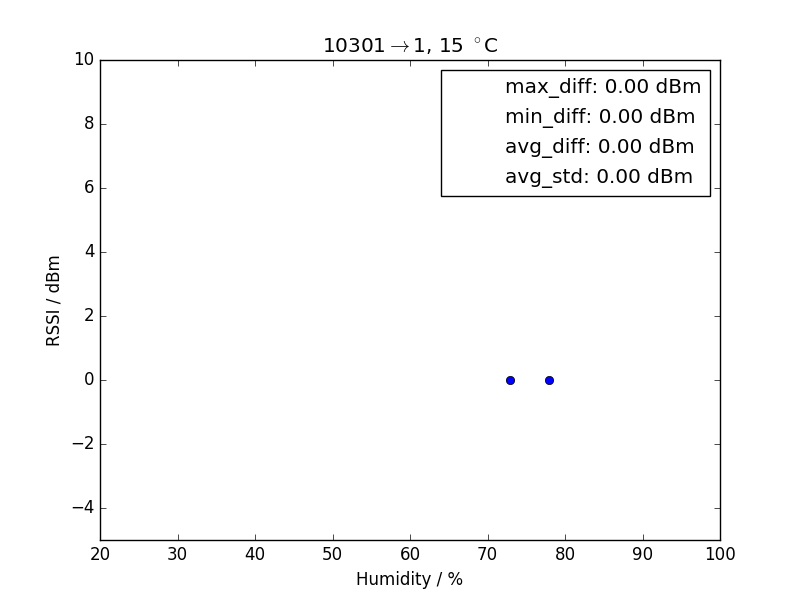 10301→1, 15 °C
max_diff: 0.00 dBm
min_diff: 0.00 dBm
avg_diff: 0.00 dBm
avg_std: 0.00 dBm
10
8
6
4
2
0
−2
−4
RSSI / dBm
20 30 40 50 60 70 80 90 100
Humidity / %